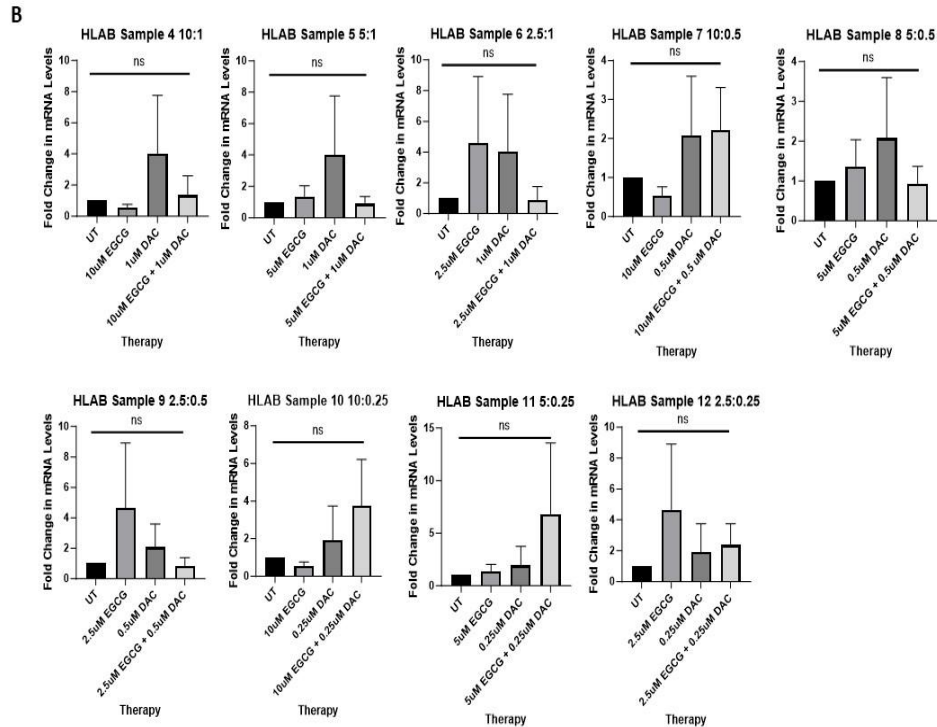 B
HLAB Sample 4 10:1
ns
Fold Change in mRNA Levels
10
8
6
4
2
0
UT
10uM EGCG
1uM DAC
10uM EGCG + 1uM DAC
Therapy
HLAB Sample 5 5:1
ns
Fold Change in mRNA Levels
10
8
6
4
2
0
UT
5uM EGCG
1uM DAC
5uM EGCG + 1uM DAC
Therapy
HLAB Sample 6 2.5:1
ns
Fold Change in mRNA Levels
10
8
6
4
2
0
UT
2.5uM EGCG
1uM DAC
2.5uM EGCG + 1uM DAC
Therapy
HLAB Sample 7 10:0.5
ns
Fold Change in mRNA Levels
4
3
2
1
0
UT
10uM EGCG
0.5uM DAC
10uM EGCG + 0.5 uM DAC
Therapy
HLAB Sample 8 5:0.5
ns
Fold Change in mRNA Levels
4
3
2
1
0
UT
5uM EGCG
0.5uM DAC
5uM EGCG + 0.5uM DAC
Therapy
HLAB Sample 9 2.5:0.5
ns
Fold Change in mRNA Levels
10
8
6
4
2
0
UT
2.5uM EGCG
0.5uM DAC
2.5uM EGCG + 0.5uM DAC
Therapy
HLAB Sample 10 10:0.25
ns
Fold Change in mRNA Levels
8
6
4
2
0
UT
10uM EGCG
0.25uM DAC
10uM EGCG + 0.25uM DAC
Therapy
HLAB Sample 11 5:0.25
ns
Fold Change in mRNA Levels
15
10
5
0
UT
5uM EGCG
0.25uM DAC
5uM EGCG + 0.25uM DAC
Therapy
HLAB Sample 12 2.5:0.25
ns
Fold Change in mRNA Levels
10
8
6
4
2
0
UT
2.5uM EGCG
0.25uM DAC
2.5uM EGCG + 0.25uM DAC
Therapy